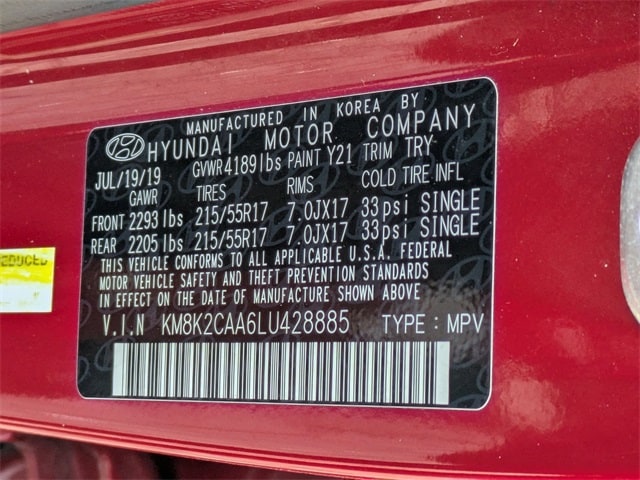 MANUFACTURED IN KOREA BY
HYUNDAI MOTOR COMPANY
JUL/19/19 GVWR 4189lbs PAINT Y21 TRIM TRY
GAWR TIRES RIMS COLD TIRE INFL
FRONT 2293lbs 215/55R17 7.0JX17 33psi SINGLE
REAR 2205lbs 215/55R17 7.0JX17 33psi SINGLE
THIS VEHICLE CONFORMS TO ALL APPLICABLE U.S.A. FEDERAL
MOTOR VEHICLE SAFETY AND THEFT PREVENTION STANDARDS
IN EFFECT ON THE DATE OF MANUFACTURE SHOWN ABOVE
V.I.N KM8K2CAA6LU428885 TYPE : MPV
REDUCED